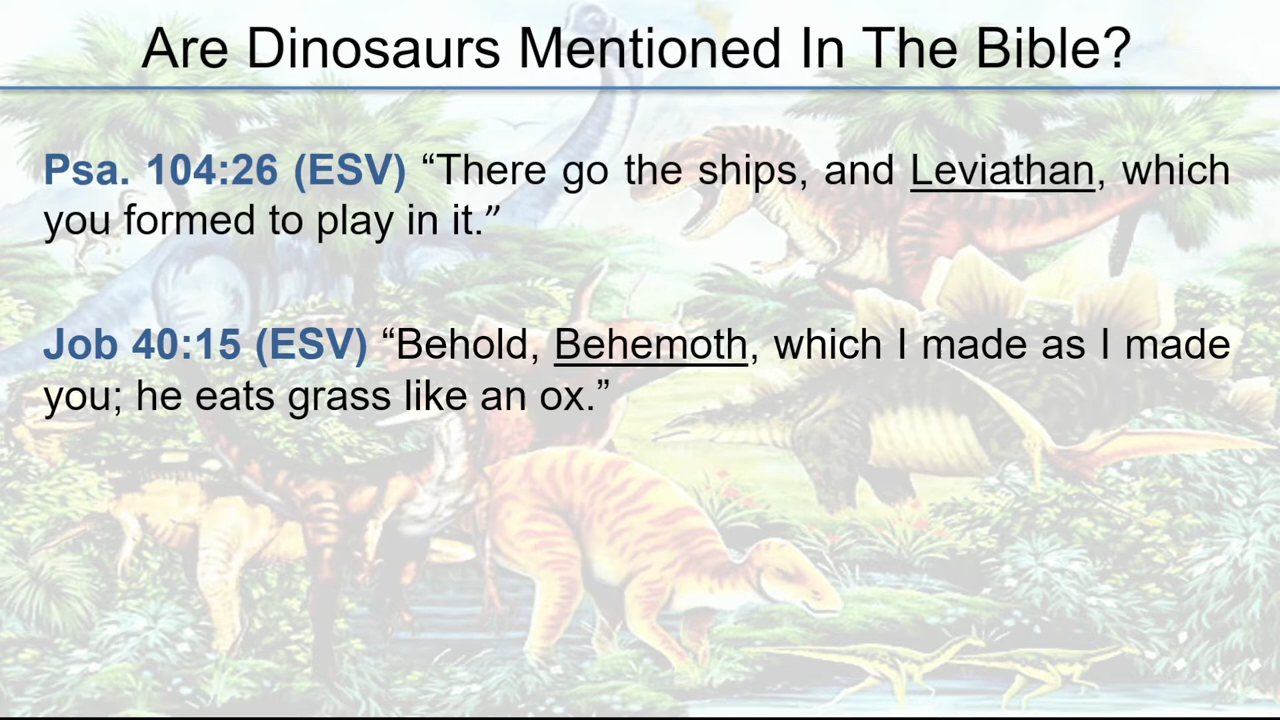 Are Dinosaurs Mentioned In The Bible?
Psa. 104:26 (ESV) “There go the ships, and Leviathan, which
you formed to play in it.”
Job 40:15 (ESV) “Behold, Behemoth, which I made as I made
you; he eats grass like an ox.”